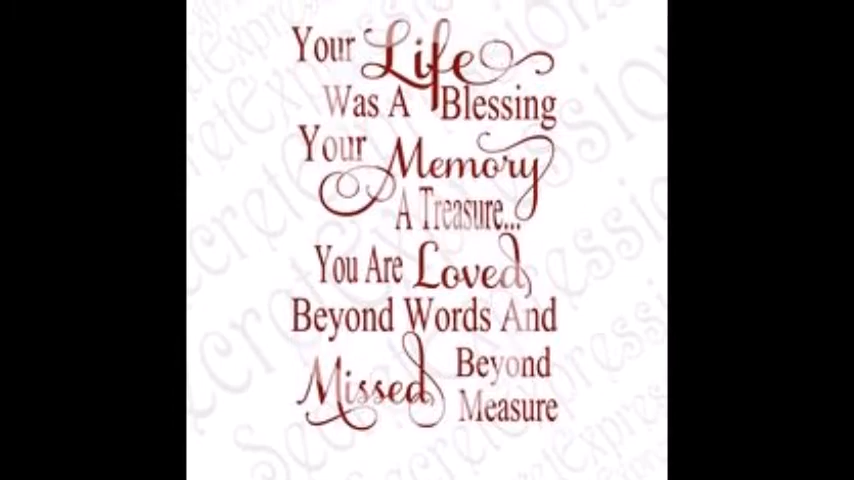 Your Life
Was A Blessing
Your Memory
A Treasure...
You Are Loved
Beyond Words And
Missed Beyond
Measure